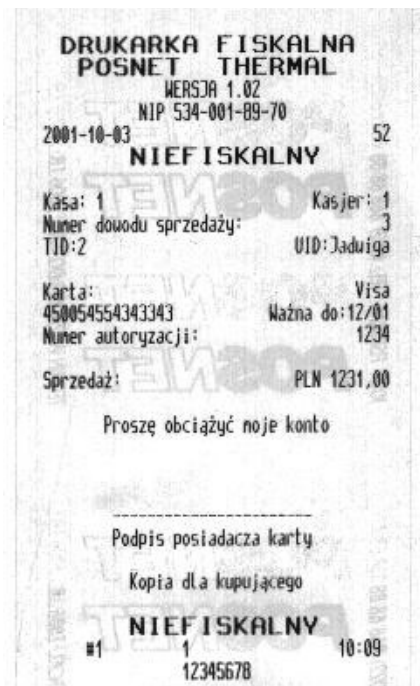 DRUKARKA FISKALNA
POSNET THERMAL
WERSJA 1.02
NIP 534-001-89-70
2001-10-03 52
NIEFISKALNY
Kasa: 1 Kasjer: 1
Numer dowodu sprzedaży: 3
TID:2 UID:Jadwiga
Karta: Visa
450054554343343 Ważna do:12/01
Numer autoryzacji: 1234
Sprzedaż: PLN 1231,00
Proszę obciążyć moje konto
Podpis posiadacza karty
Kopia dla kupującego
NIEFISKALNY
#1 1 10:09
12345678